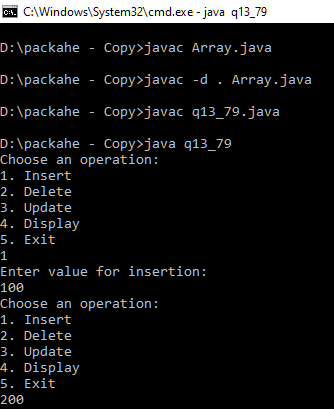 C:\Windows\System32\cmd.exe - java  q13_79
D:\packahe - Copy>javac Array.java
D:\packahe - Copy>javac -d . Array.java
D:\packahe - Copy>javac q13_79.java
D:\packahe - Copy>java q13_79
Choose an operation:
1. Insert
2. Delete
3. Update
4. Display
5. Exit
1
Enter value for insertion:
100
Choose an operation:
1. Insert
2. Delete
3. Update
4. Display
5. Exit
200